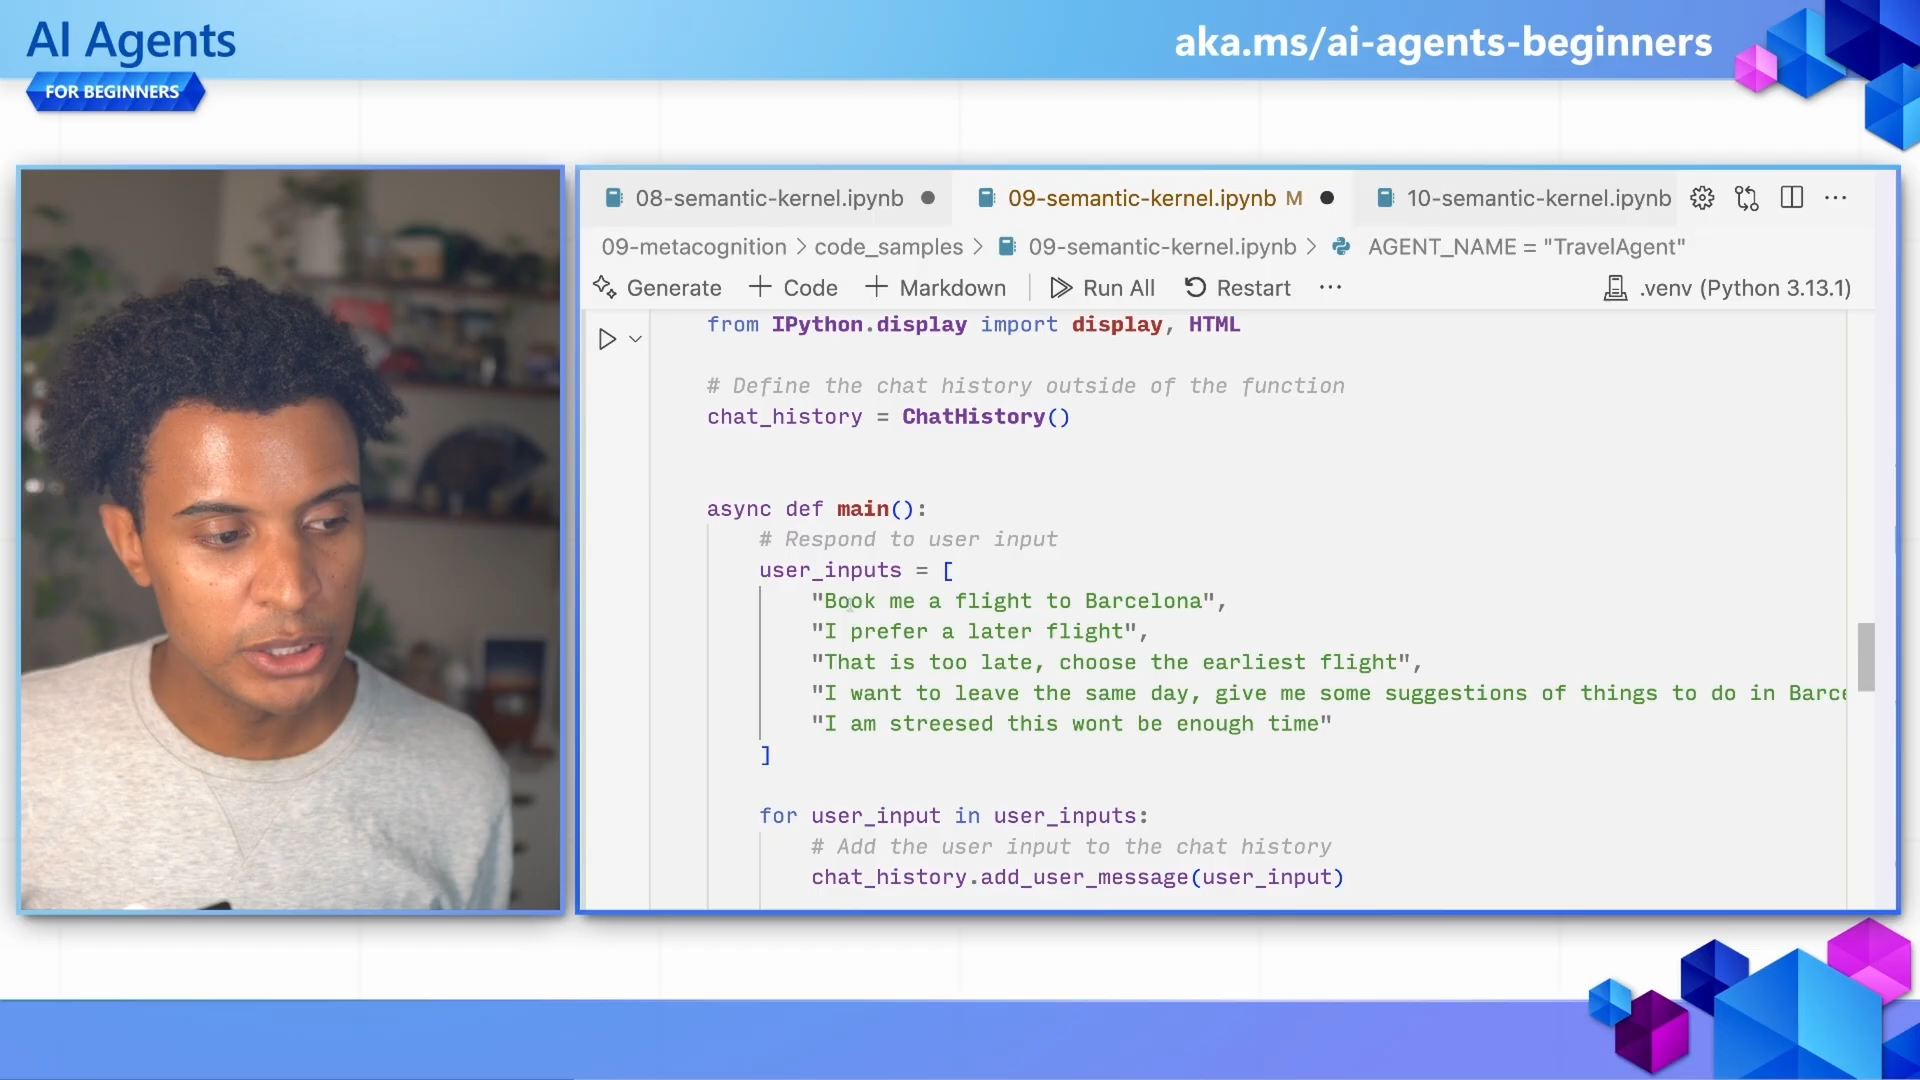 AI Agents
FOR BEGINNERS
aka.ms/ai-agents-beginners
08-semantic-kernel.ipynb
09-semantic-kernel.ipynb M
10-semantic-kernel.ipynb
09-metacognition > code_samples > 09-semantic-kernel.ipynb > AGENT_NAME = "TravelAgent"
Generate + Code + Markdown Run All Restart ... .venv (Python 3.13.1)
from IPython.display import display, HTML
# Define the chat history outside of the function
chat_history = ChatHistory()
async def main():
# Respond to user input
user_inputs = [
"Book me a flight to Barcelona",
"I prefer a later flight",
"That is too late, choose the earliest flight",
"I want to leave the same day, give me some suggestions of things to do in Barce
"I am streesed this wont be enough time"
]
for user_input in user_inputs:
# Add the user input to the chat history
chat_history.add_user_message(user_input)